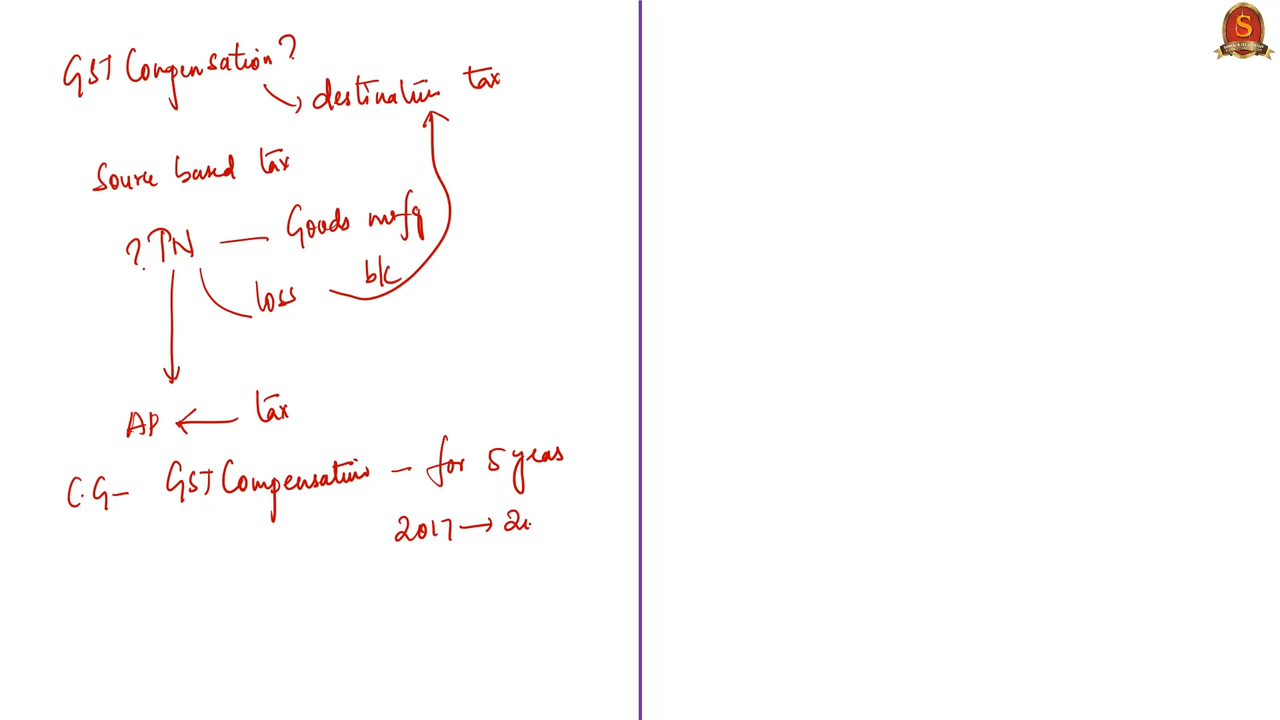 GST Compensation?
destination tax
Source based tax
? TN — Goods mfg
loss b/c
AP ← tax
C.G- GST Compensation - for 5 years
2017 → 20
S